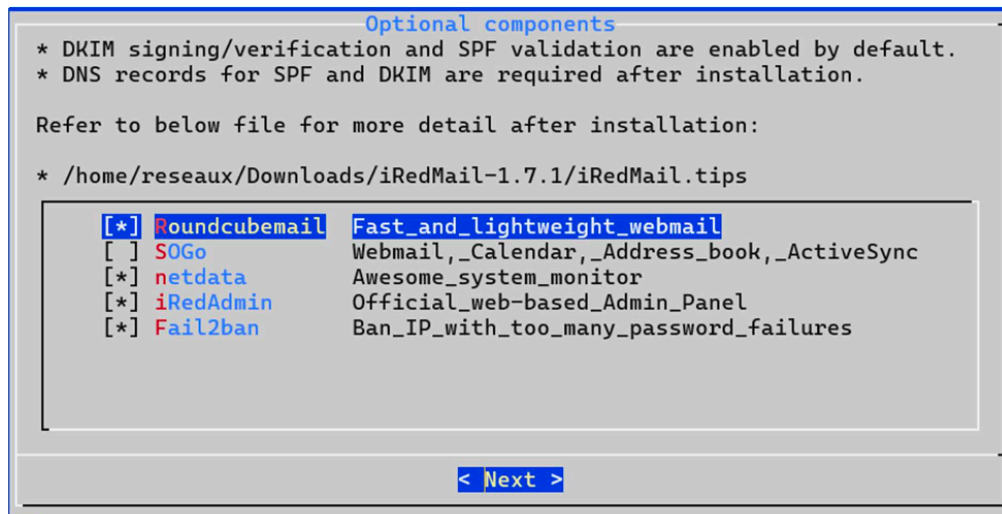 Optional components
* DKIM signing/verification and SPF validation are enabled by default.
* DNS records for SPF and DKIM are required after installation.
Refer to below file for more detail after installation:
* /home/reseaux/Downloads/iRedMail-1.7.1/iRedMail.tips
[*] Roundcubemail Fast_and_lightweight_webmail
[ ] SOGo Webmail,_Calendar,_Address_book,_ActiveSync
[*] netdata Awesome_system_monitor
[*] iRedAdmin Official_web-based_Admin_Panel
[*] Fail2ban Ban_IP_with_too_many_password_failures
< Next >